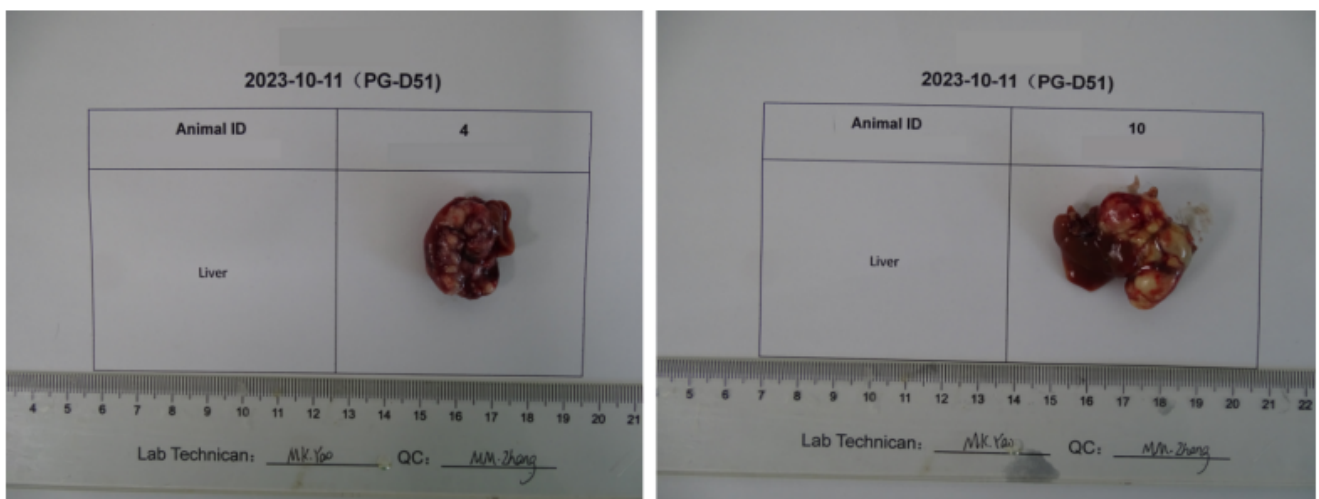 2023-10-11（PG-D51)
Animal ID
4
Liver
4 5 6 7 8 9 10 11 12 13 14 15 16 17 18 19 20 21
Lab Technican: MK.Yao QC: MM.Zhang
2023-10-11（PG-D51)
Animal ID
10
Liver
5 6 7 8 9 10 11 12 13 14 15 16 17 18 19 20 21 22
Lab Technican: MK.Yao QC: MM.Zhang